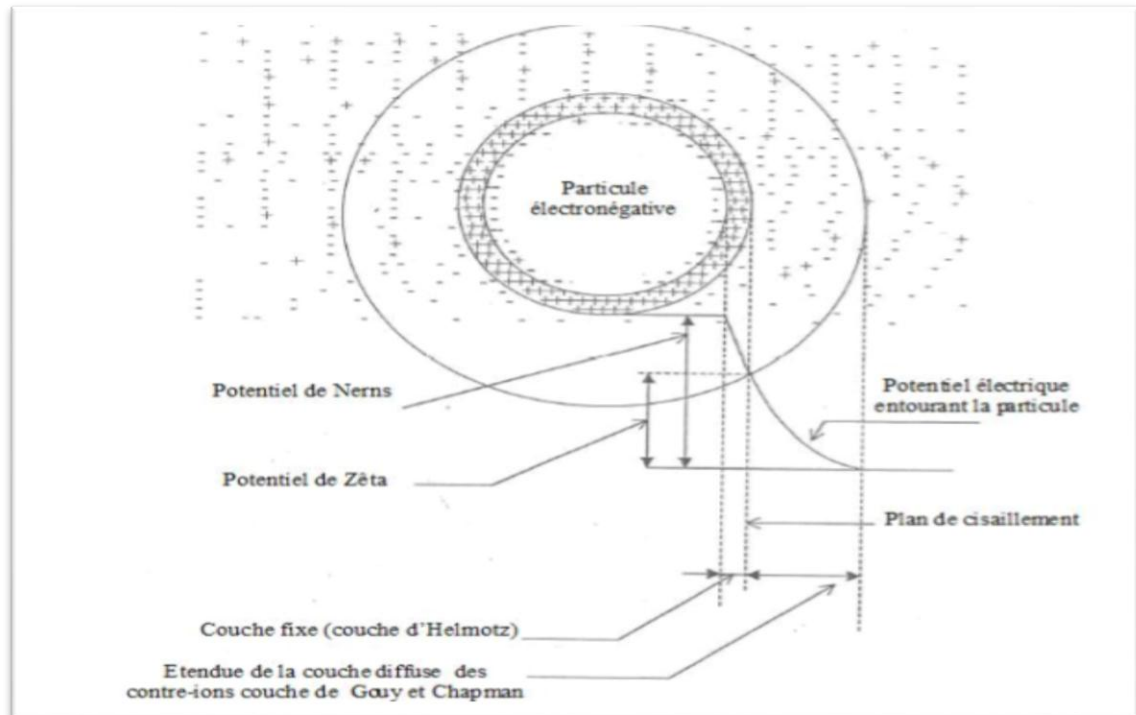 Particule
électronégative
Potentiel de Nerns
Potentiel électrique
entourant la particule
Potentiel de Zêta
Plan de cisaillement
Couche fixe (couche d'Helmotz)
Etendue de la couche diffuse des
contre-ions couche de Gouy et Chapman